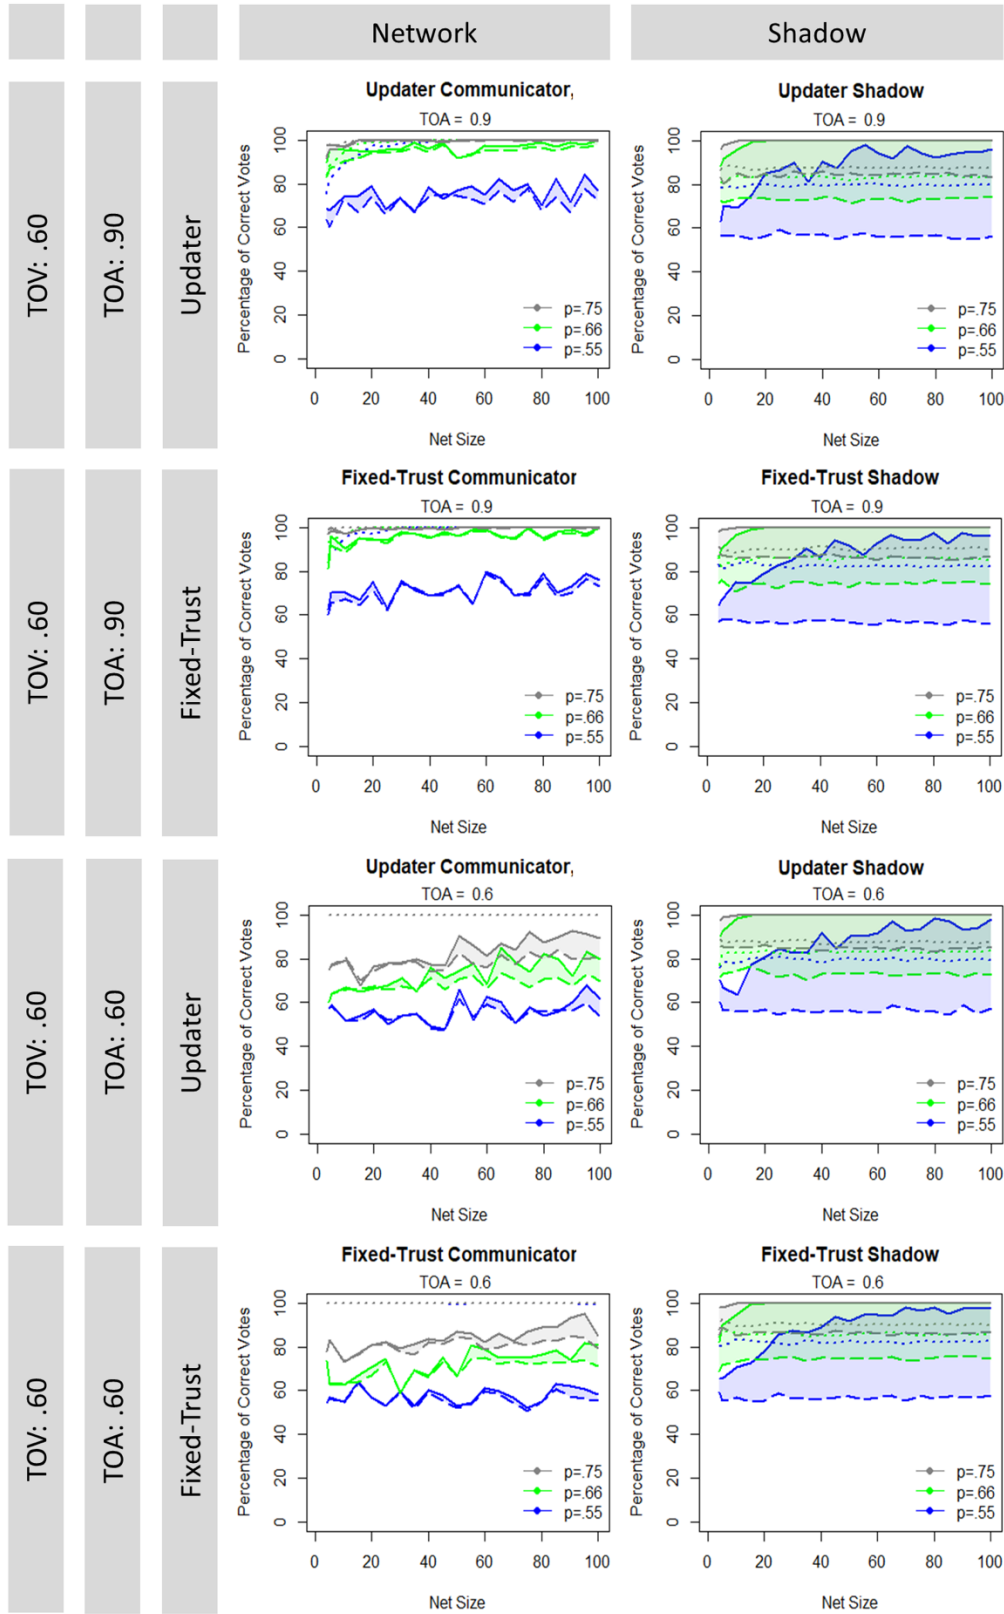 Network
Shadow
TOV: .60
TOA: .90
Updater
Updater Communicator,
TOA = 0.9
Percentage of Correct Votes
0 20 40 60 80 100
p=.75
p=.66
p=.55
0 20 40 60 80 100
Net Size
Updater Shadow
TOA = 0.9
Percentage of Correct Votes
0 20 40 60 80 100
p=.75
p=.66
p=.55
0 20 40 60 80 100
Net Size
TOV: .60
TOA: .90
Fixed-Trust
Fixed-Trust Communicator
TOA = 0.9
Percentage of Correct Votes
0 20 40 60 80 100
p=.75
p=.66
p=.55
0 20 40 60 80 100
Net Size
Fixed-Trust Shadow
TOA = 0.9
Percentage of Correct Votes
0 20 40 60 80 100
p=.75
p=.66
p=.55
0 20 40 60 80 100
Net Size
TOV: .60
TOA: .60
Updater
Updater Communicator,
TOA = 0.6
Percentage of Correct Votes
0 20 40 60 80 100
p=.75
p=.66
p=.55
0 20 40 60 80 100
Net Size
Updater Shadow
TOA = 0.6
Percentage of Correct Votes
0 20 40 60 80 100
p=.75
p=.66
p=.55
0 20 40 60 80 100
Net Size
TOV: .60
TOA: .60
Fixed-Trust
Fixed-Trust Communicator
TOA = 0.6
Percentage of Correct Votes
0 20 40 60 80 100
p=.75
p=.66
p=.55
0 20 40 60 80 100
Net Size
Fixed-Trust Shadow
TOA = 0.6
Percentage of Correct Votes
0 20 40 60 80 100
p=.75
p=.66
p=.55
0 20 40 60 80 100
Net Size